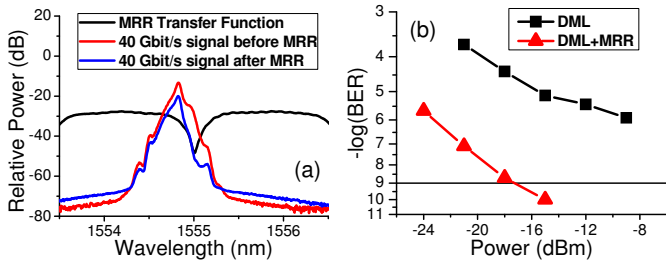 MRR Transfer Function
40 Gbit/s signal before MRR
40 Gbit/s signal after MRR
Relative Power (dB)
20
0
-20
-40
-60
-80
(a)
1554
1555
1556
Wavelength (nm)
(b)
DML
DML+MRR
-log(BER)
3
4
5
6
7
8
9
10
11
-24
-20
-16
-12
-8
Power (dBm)